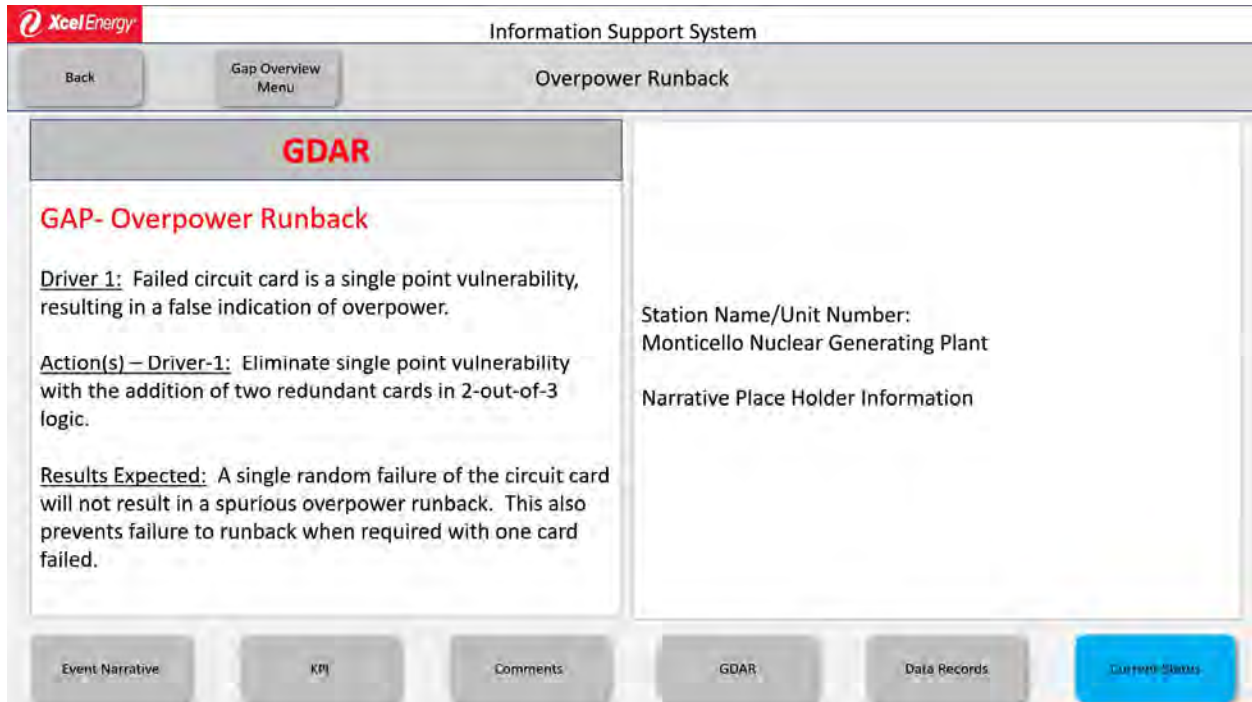 Xcel Energy
Information Support System
Back
Gap Overview
Menu
Overpower Runback
GDAR
GAP- Overpower Runback
Driver 1: Failed circuit card is a single point vulnerability,
resulting in a false indication of overpower.
Action(s) – Driver-1: Eliminate single point vulnerability
with the addition of two redundant cards in 2-out-of-3
logic.
Results Expected: A single random failure of the circuit card
will not result in a spurious overpower runback. This also
prevents failure to runback when required with one card
failed.
Station Name/Unit Number:
Monticello Nuclear Generating Plant
Narrative Place Holder Information
Event Narrative
KPI
Comments
GDAR
Data Records
Current Status